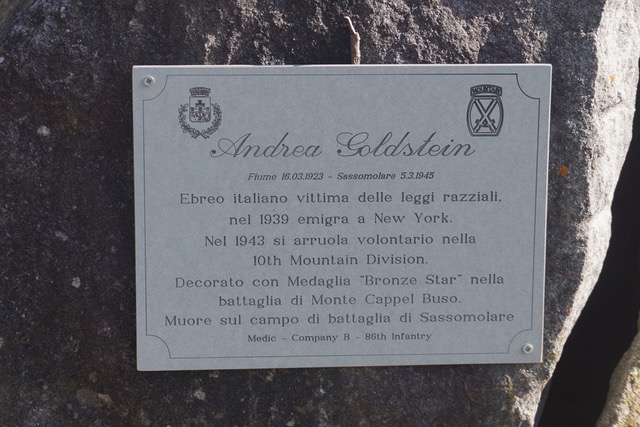 MOUNTAIN
Andrea Goldstein
Fiume 16.03.1923 - Sassomolare 5.3.1945
Ebreo italiano vittima delle leggi razziali,
nel 1939 emigra a New York.
Nel 1943 si arruola volontario nella
10th Mountain Division.
Decorato con Medaglia "Bronze Star" nella
battaglia di Monte Cappel Buso.
Muore sul campo di battaglia di Sassomolare
Medic - Company B - 86th Infantry